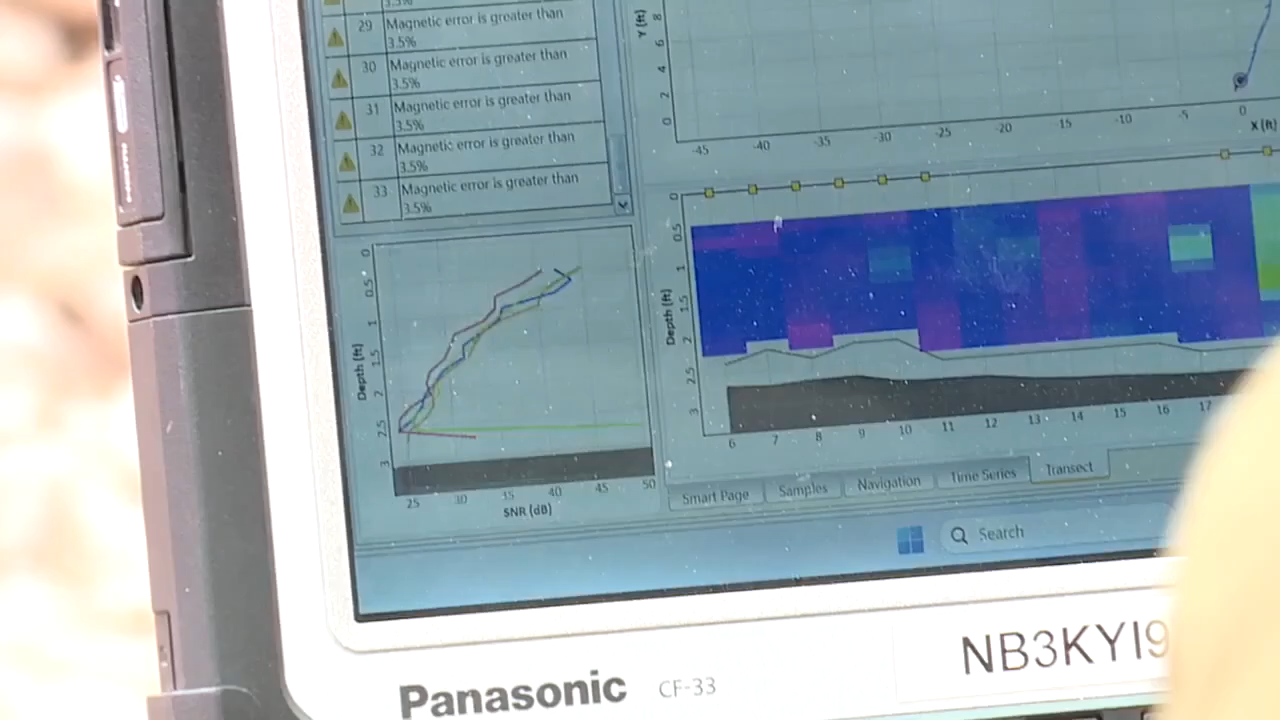 3.5%
29 Magnetic error is greater than
3.5%
30 Magnetic error is greater than
3.5%
31 Magnetic error is greater than
3.5%
32 Magnetic error is greater than
3.5%
33 Magnetic error is greater than
3.5%
Y (ft)
8
6
4
2
0
-45 -40 -35 -30 -25 -20 -15 -10 -5 0
X (ft)
Depth (ft)
0
0.5
1
1.5
2
2.5
3
25 30 35 40 45 50
SNR (dB)
Depth (ft)
0
0.5
1
1.5
2
2.5
3
6 7 8 9 10 11 12 13 14 15 16 17
Smart Page Samples Navigation Time Series Transect
Search
NB3KYI9
Panasonic CF-33